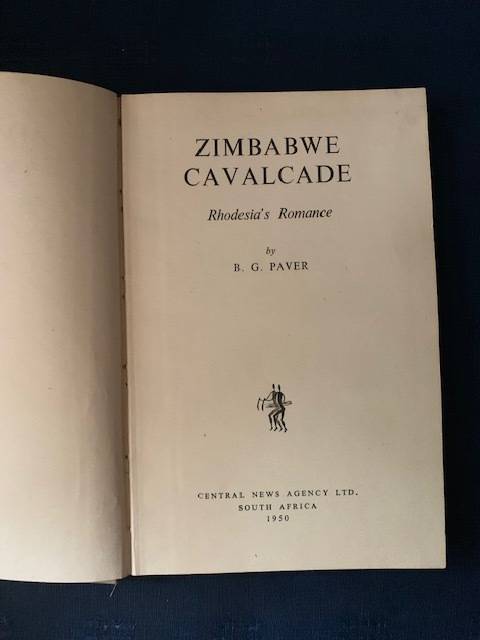 ZIMBABWE
CAVALCADE
Rhodesia's Romance
by
B. G. PAVER
CENTRAL NEWS AGENCY LTD.
SOUTH AFRICA
1950